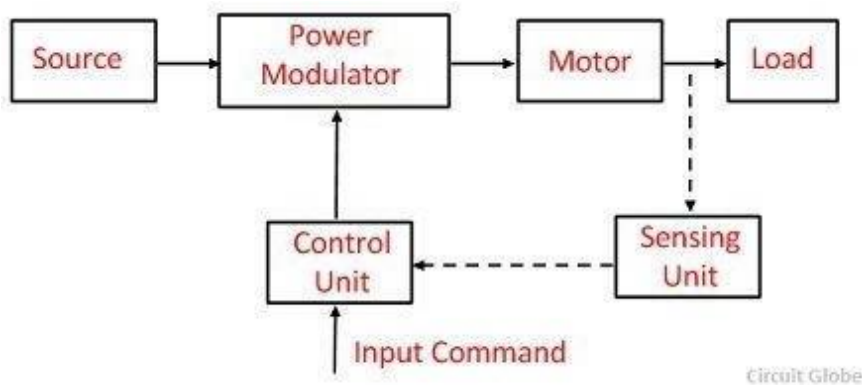 Source
Power
Modulator
Motor
Load
Control
Unit
Sensing
Unit
Input Command
Circuit Globe